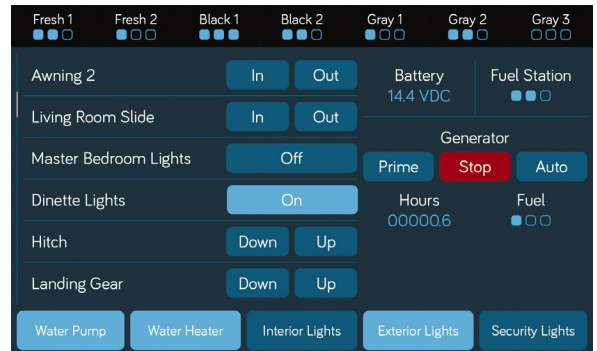 Fresh 1 Fresh 2 Black 1 Black 2 Gray 1 Gray 2 Gray 3
Awning 2 In Out
Living Room Slide In Out
Master Bedroom Lights Off
Dinette Lights On
Hitch Down Up
Landing Gear Down Up
Battery Fuel Station
14.4 VDC
Generator
Prime Stop Auto
Hours Fuel
00000.6
Water Pump Water Heater Interior Lights Exterior Lights Security Lights